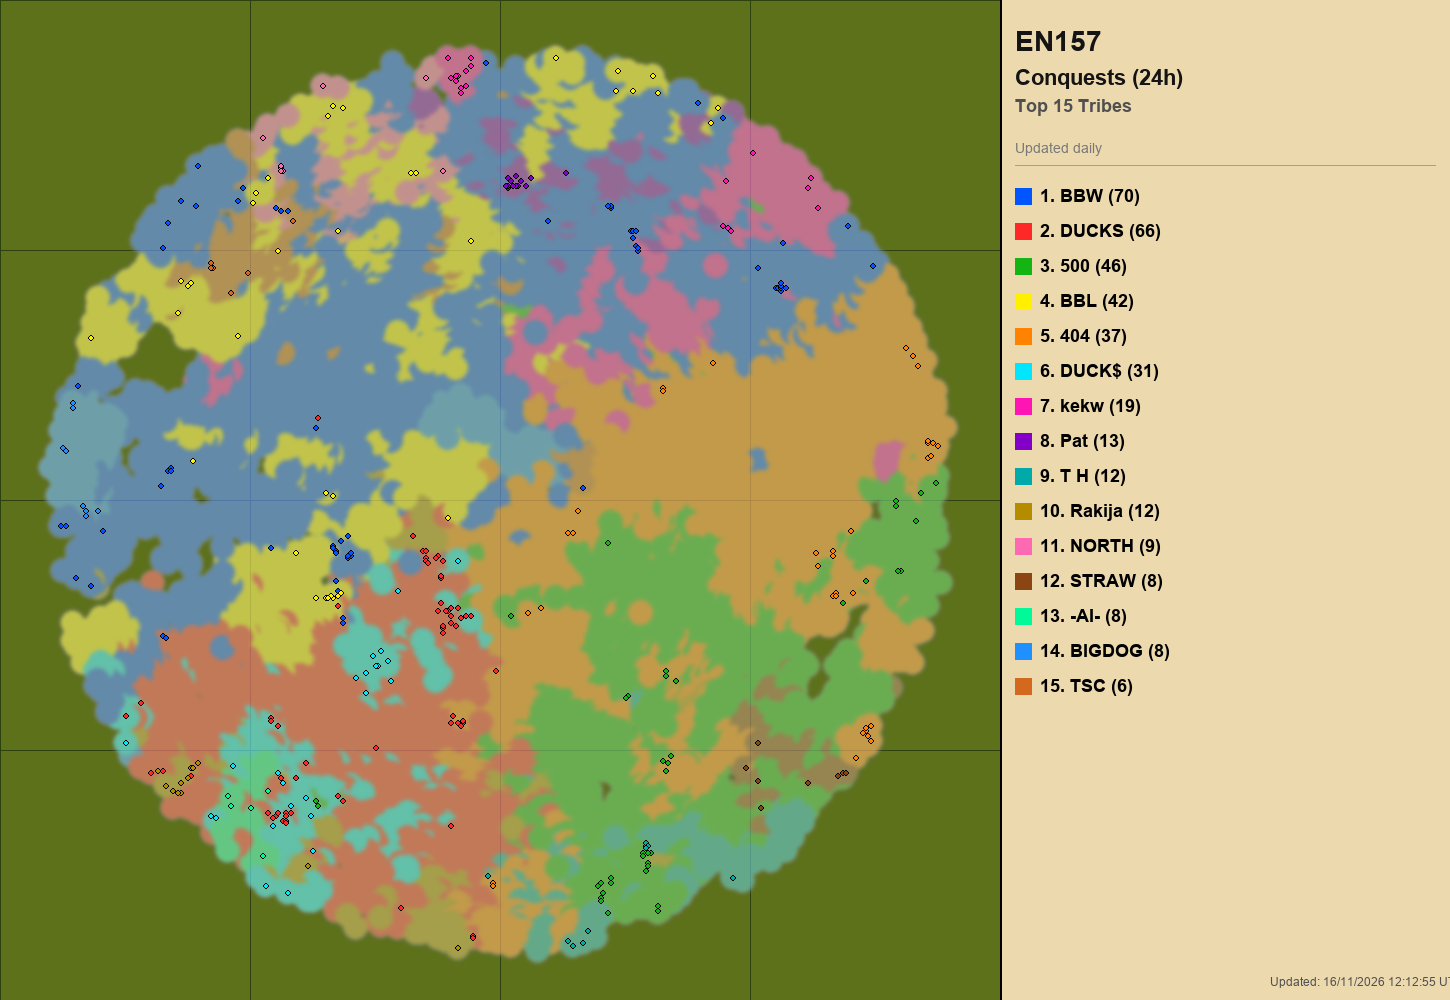 EN157
Conquests (24h)
Top 15 Tribes
Updated daily
1. BBW (70)
2. DUCKS (66)
3. 500 (46)
4. BBL (42)
5. 404 (37)
6. DUCK$ (31)
7. kekw (19)
8. Pat (13)
9. T H (12)
10. Rakija (12)
11. NORTH (9)
12. STRAW (8)
13. -AI- (8)
14. BIGDOG (8)
15. TSC (6)
Updated: 16/11/2026 12:12:55 U